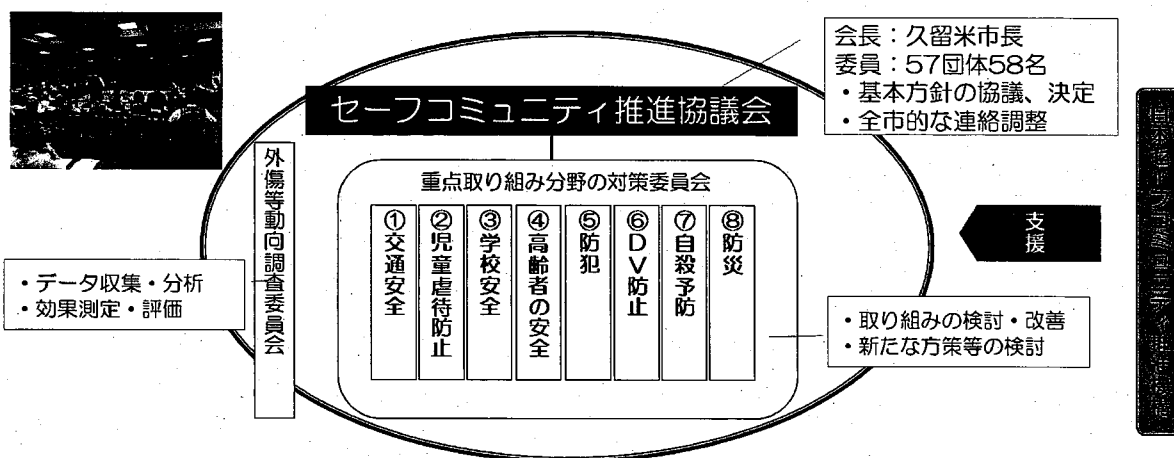 会長：久留米市長
委員：57団体58名
・基本方針の協議、決定
・全市的な連絡調整
セーフコミュニティ推進協議会
外傷等動向調査委員会
・データ収集・分析
・効果測定・評価
重点取り組み分野の対策委員会
①交通安全
②児童虐待防止
③学校安全
④高齢者の安全
⑤防犯
⑥DV防止
⑦自殺予防
⑧防災
・取り組みの検討・改善
・新たな方策等の検討
支援